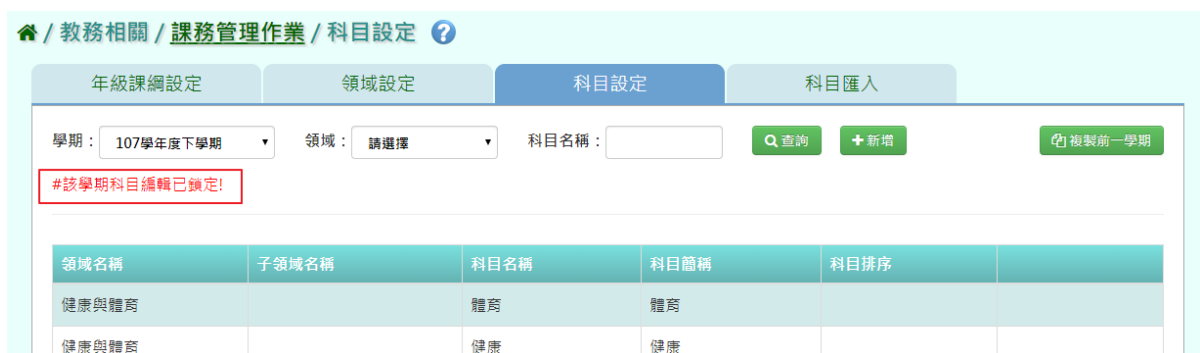 / 教務相關 / 課務管理作業 / 科目設定 ?
年級課綱設定 領域設定 科目設定 科目匯入
學期： 107學年度下學期 領域： 請選擇 科目名稱： 查詢 新增 複製前一學期
#該學期科目編輯已鎖定!
領域名稱 子領域名稱 科目名稱 科目簡稱 科目排序
健康與體育 體育 體育
健康與體育 健康 健康